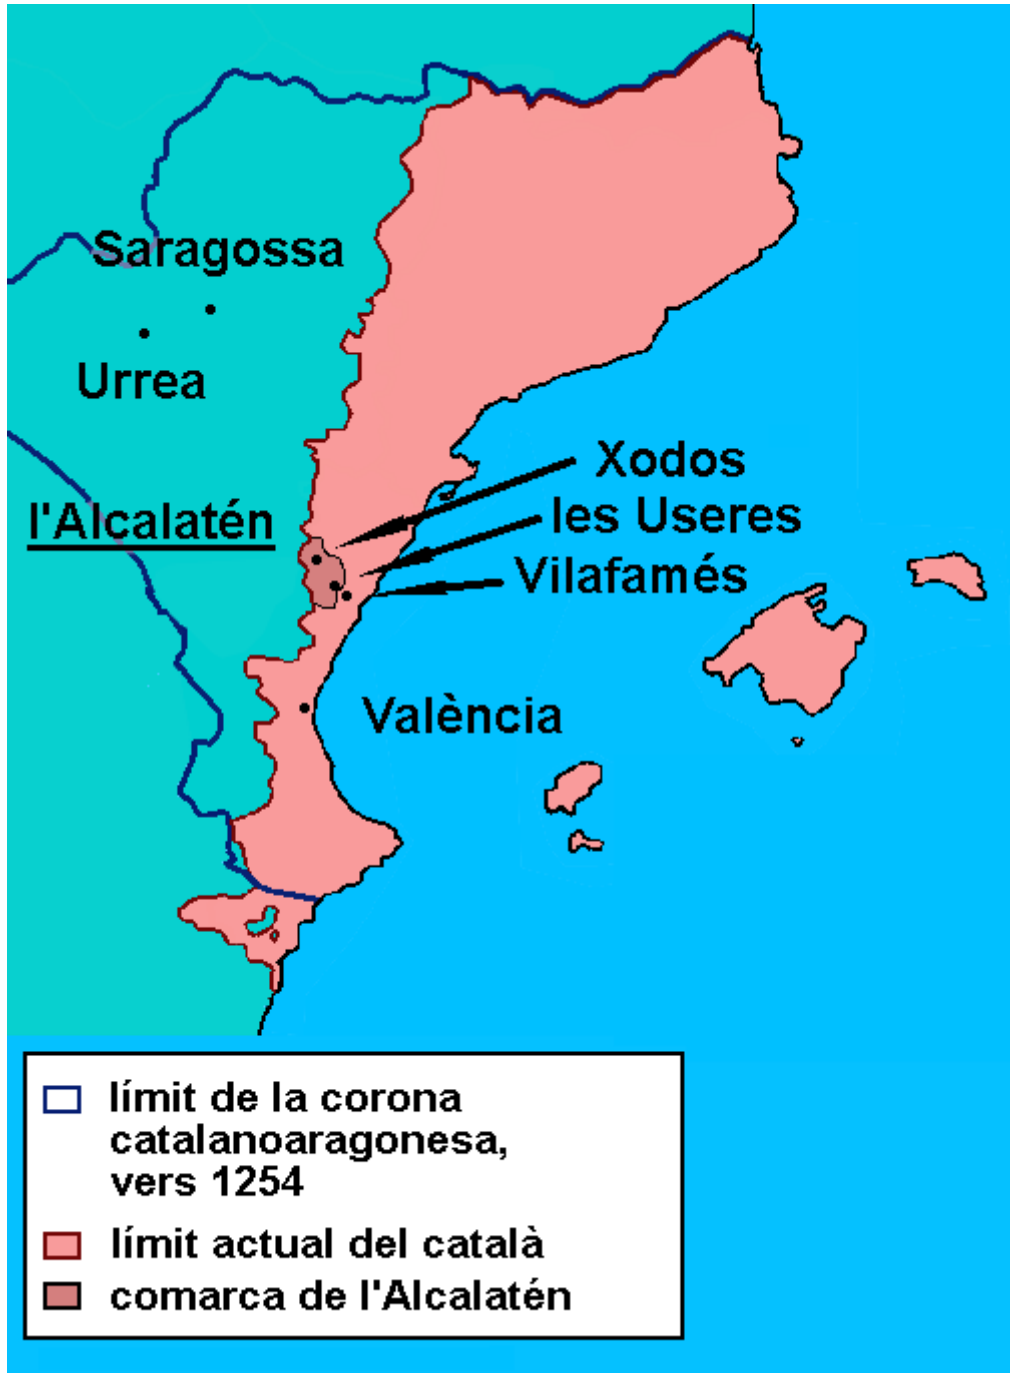 Saragossa
Urrea
Xodos
l'Alcalatén
les Useres
Vilafamés
València
límit de la corona
catalanoaragonesa,
vers 1254
límit actual del català
comarca de l'Alcalatén